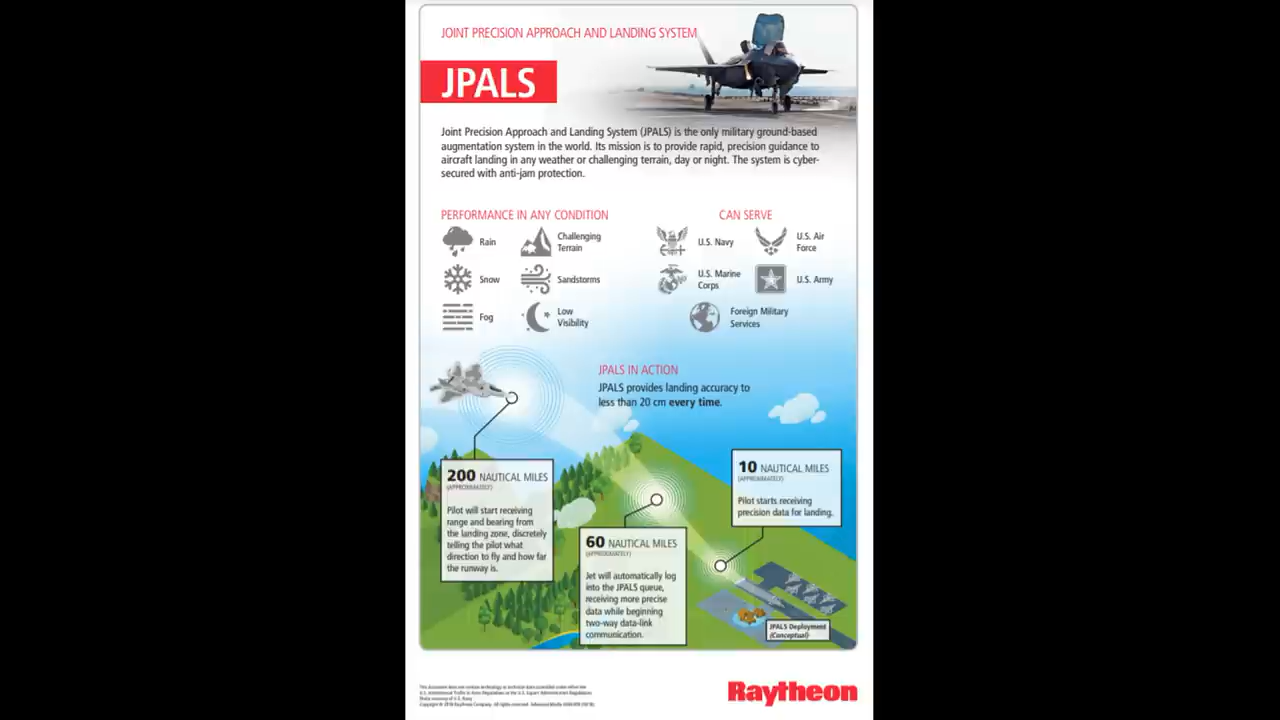 JOINT PRECISION APPROACH AND LANDING SYSTEM
JPALS
Joint Precision Approach and Landing System (JPALS) is the only military ground-based
augmentation system in the world. Its mission is to provide rapid, precision guidance to
aircraft landing in any weather or challenging terrain, day or night. The system is cyber-
secured with anti-jam protection.
PERFORMANCE IN ANY CONDITION
Rain
Challenging
Terrain
Snow
Sandstorms
Fog
Low
Visibility
CAN SERVE
U.S. Navy
U.S. Air
Force
U.S. Marine
Corps
U.S. Army
Foreign Military
Services
JPALS IN ACTION
JPALS provides landing accuracy to
less than 20 cm every time.
200 NAUTICAL MILES
(APPROXIMATELY)
Pilot will start receiving
range and bearing from
the landing zone, discretely
telling the pilot what
direction to fly and how far
the runway is.
60 NAUTICAL MILES
(APPROXIMATELY)
Jet will automatically log
into the JPALS queue,
receiving more precise
data while beginning
two-way data-link
communication.
10 NAUTICAL MILES
(APPROXIMATELY)
Pilot starts receiving
precision data for landing.
JPALS Deployment
(Conceptual)
Raytheon